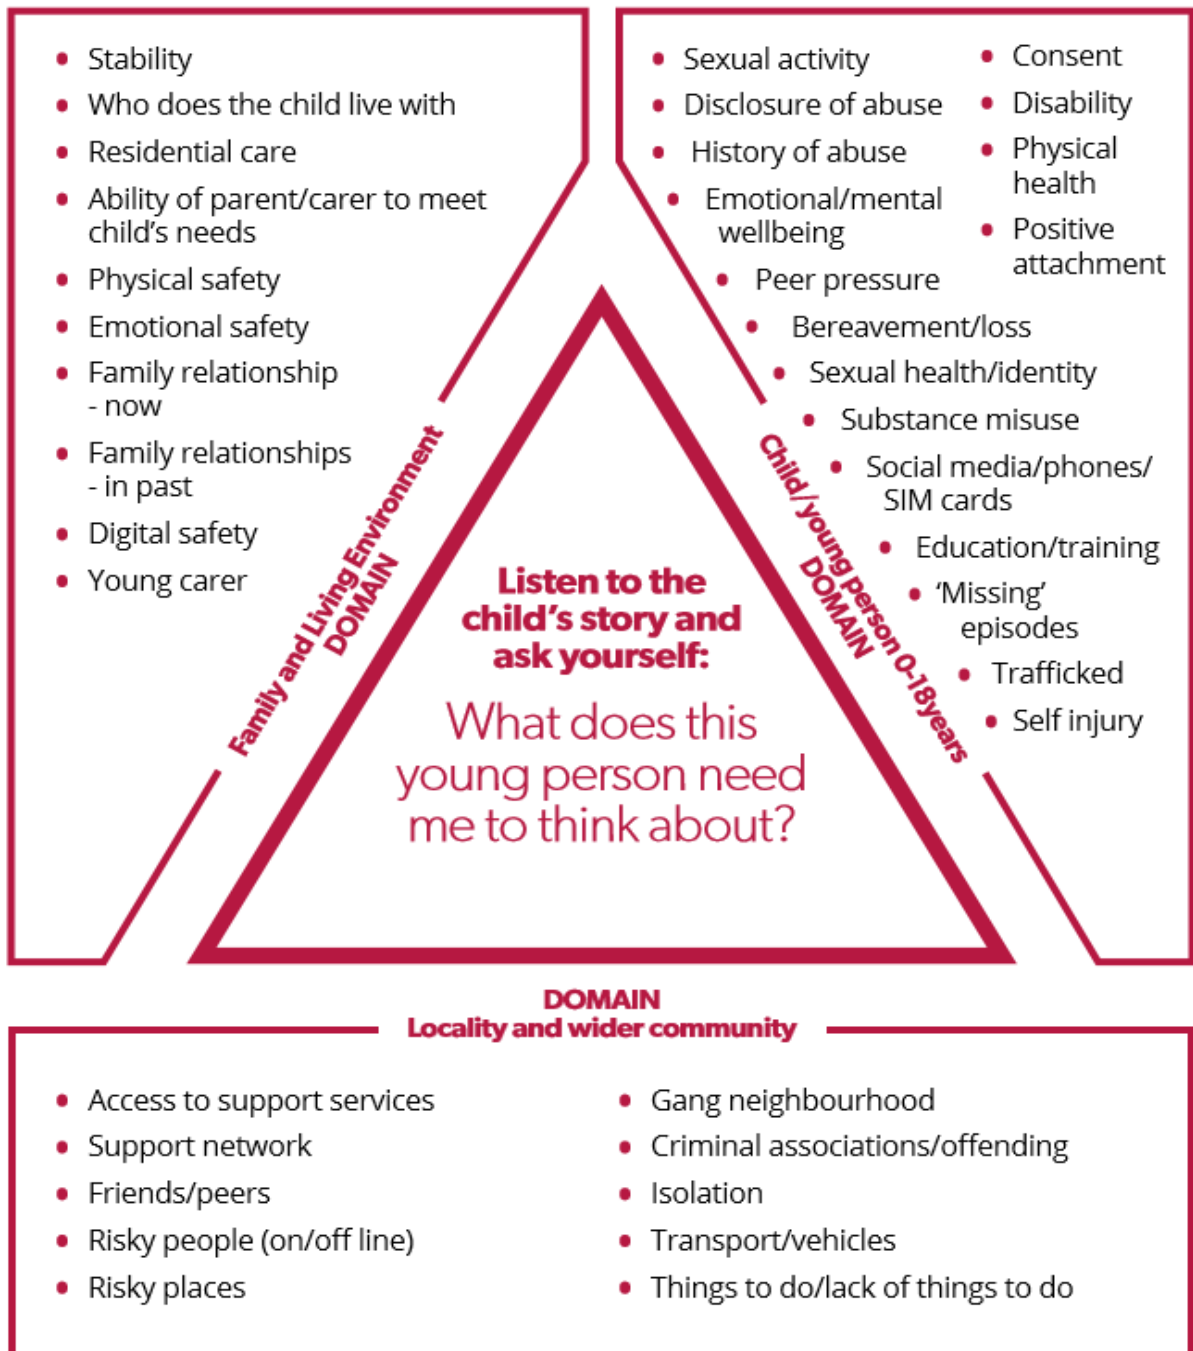 Stability
Who does the child live with
Residential care
Ability of parent/carer to meet
child's needs
Physical safety
Emotional safety
Family relationship
- now
Family relationships
- in past
Digital safety
Young carer
Family and Living Environment
DOMAIN
Sexual activity
Disclosure of abuse
History of abuse
Emotional/mental
wellbeing
Peer pressure
Bereavement/loss
Sexual health/identity
Substance misuse
Social media/phones/
SIM cards
Education/training
‘Missing’
episodes
Trafficked
Self injury
Consent
Disability
Physical
health
Positive
attachment
Child/young person 0-18years
DOMAIN
Listen to the
child's story and
ask yourself:
What does this
young person need
me to think about?
DOMAIN
Locality and wider community
Access to support services
Support network
Friends/peers
Risky people (on/off line)
Risky places
Gang neighbourhood
Criminal associations/offending
Isolation
Transport/vehicles
Things to do/lack of things to do